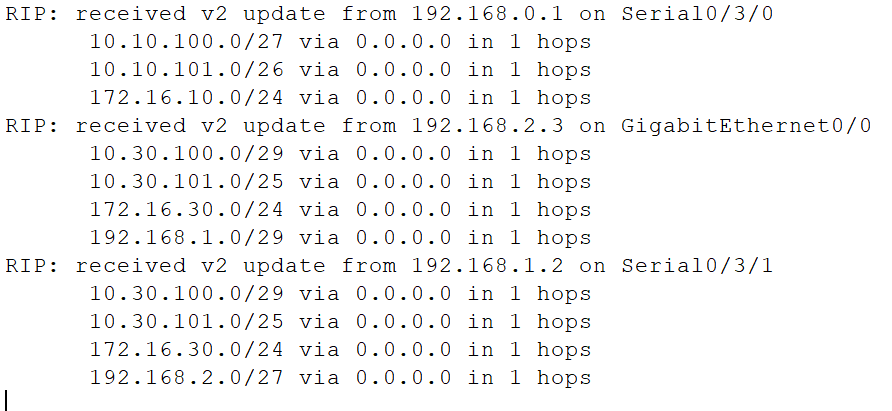 RIP: received v2 update from 192.168.0.1 on Serial0/3/0
10.10.100.0/27 via 0.0.0.0 in 1 hops
10.10.101.0/26 via 0.0.0.0 in 1 hops
172.16.10.0/24 via 0.0.0.0 in 1 hops
RIP: received v2 update from 192.168.2.3 on GigabitEthernet0/0
10.30.100.0/29 via 0.0.0.0 in 1 hops
10.30.101.0/25 via 0.0.0.0 in 1 hops
172.16.30.0/24 via 0.0.0.0 in 1 hops
192.168.1.0/29 via 0.0.0.0 in 1 hops
RIP: received v2 update from 192.168.1.2 on Serial0/3/1
10.30.100.0/29 via 0.0.0.0 in 1 hops
10.30.101.0/25 via 0.0.0.0 in 1 hops
172.16.30.0/24 via 0.0.0.0 in 1 hops
192.168.2.0/27 via 0.0.0.0 in 1 hops